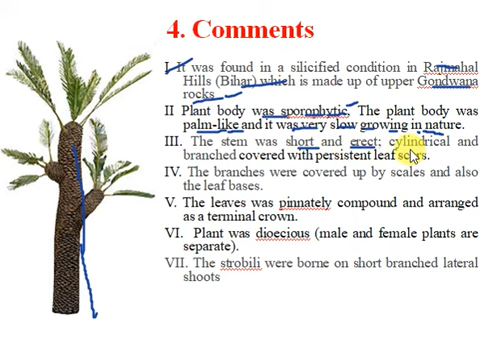 4. Comments
I It was found in a silicified condition in Rajmahal
Hills (Bihar) which is made up of upper Gondwana
rocks
II Plant body was sporophytic. The plant body was
palm-like and it was very slow growing in nature.
III. The stem was short and erect; cylindrical and
branched covered with persistent leaf scars.
IV. The branches were covered up by scales and also
the leaf bases.
V. The leaves was pinnately compound and arranged
as a terminal crown.
VI. Plant was dioecious (male and female plants are
separate).
VII. The strobili were borne on short branched lateral
shoots